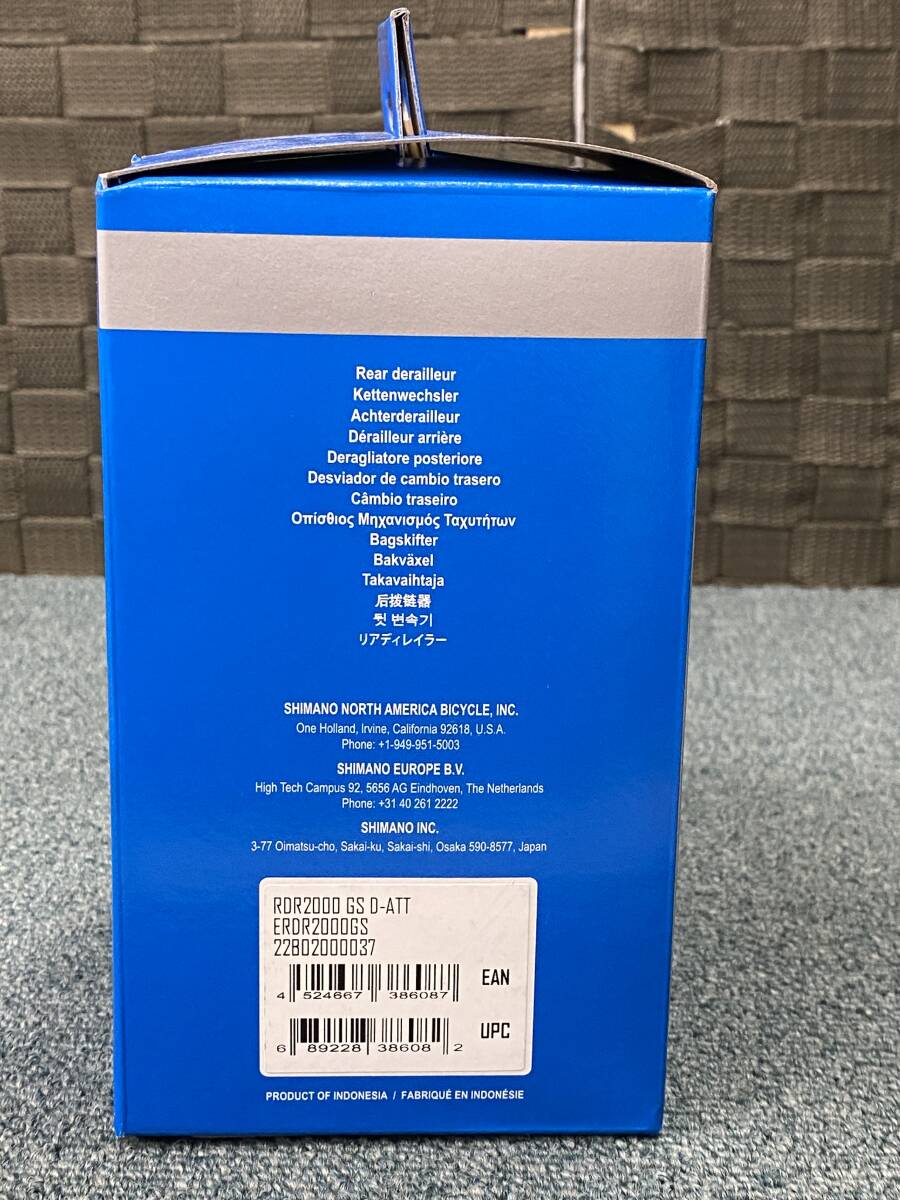 Rear derailleur
Kettenwechsler
Achterderailleur
Dérailleur arrière
Deragliatore posteriore
Desviador de cambio trasero
Câmbio traseiro
Οπίσθιος Μηχανισμός Ταχυτήτων
Bagskifter
Bakväxel
Takavaihtaja
后拨链器
뒷 변속기
リアディレイラー
SHIMANO NORTH AMERICA BICYCLE, INC.
One Holland, Irvine, California 92618, U.S.A.
Phone: +1-949-951-5003
SHIMANO EUROPE B.V.
High Tech Campus 92, 5656 AG Eindhoven, The Netherlands
Phone: +31 40 261 2222
SHIMANO INC.
3-77 Oimatsu-cho, Sakai-ku, Sakai-shi, Osaka 590-8577, Japan
RDR2000 GS D-ATT
ERDR2000GS
22B02000037
4 524667 386087 EAN
6 89228 38608 2 UPC
PRODUCT OF INDONESIA / FABRIQUÉ EN INDONÉSIE